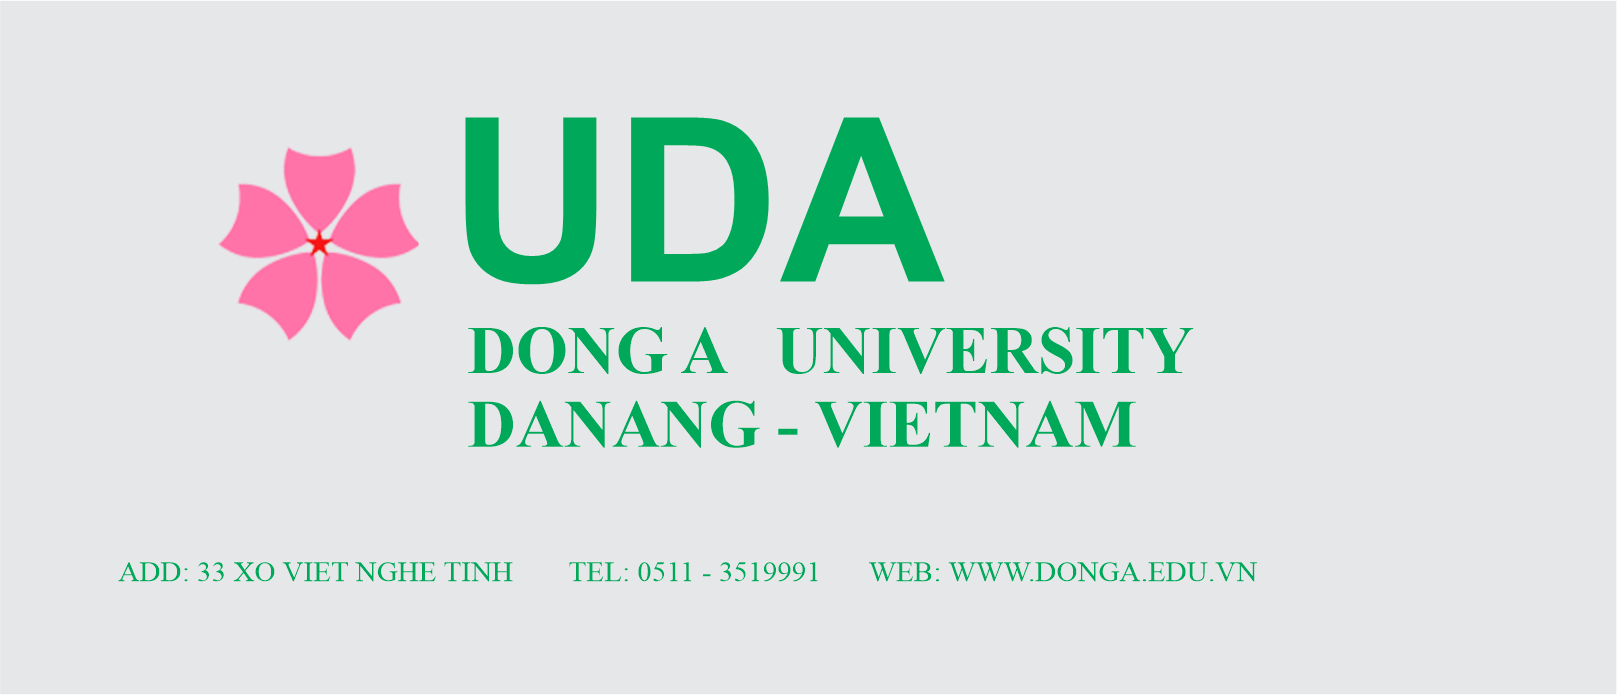 UDA
DONG A UNIVERSITY
DANANG - VIETNAM
ADD: 33 XO VIET NGHE TINH TEL: 0511 - 3519991 WEB: WWW.DONGA.EDU.VN